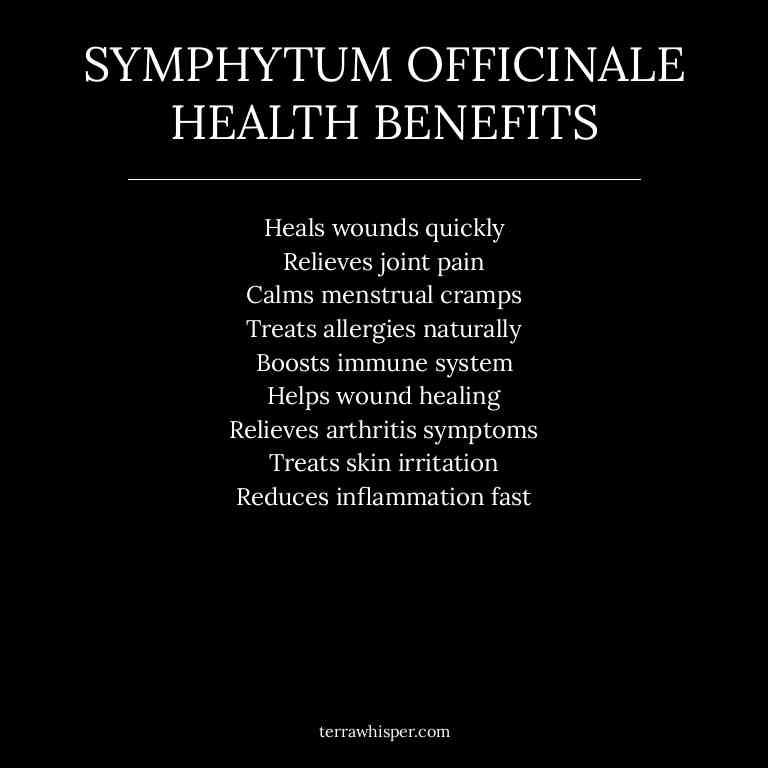 SYMPHYTUM OFFICINALE
HEALTH BENEFITS
Heals wounds quickly
Relieves joint pain
Calms menstrual cramps
Treats allergies naturally
Boosts immune system
Helps wound healing
Relieves arthritis symptoms
Treats skin irritation
Reduces inflammation fast
terrawhisper.com